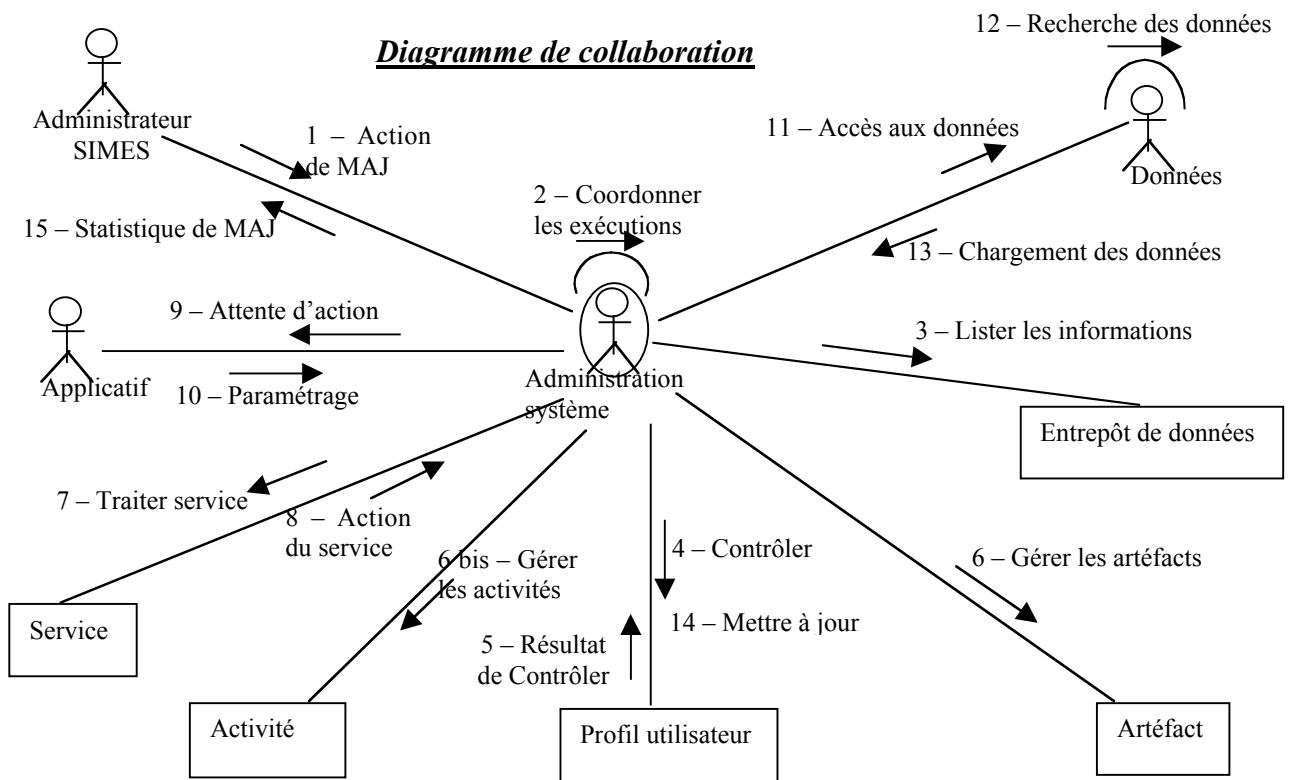 12 – Recherche des données
Diagramme de collaboration
Administrateur
SIMES
1 – Action
de MAJ
11 – Accès aux données
Données
2 – Coordonner
les exécutions
15 – Statistique de MAJ
13 – Chargement des données
9 – Attente d’action
3 – Lister les informations
Applicatif
10 – Paramétrage
Administration
système
Entrepôt de données
7 – Traiter service
8 – Action
du service
6 bis – Gérer
les activités
4 – Contrôler
6 – Gérer les artéfacts
14 – Mettre à jour
5 – Résultat
de Contrôler
Service
Activité
Profil utilisateur
Artéfact